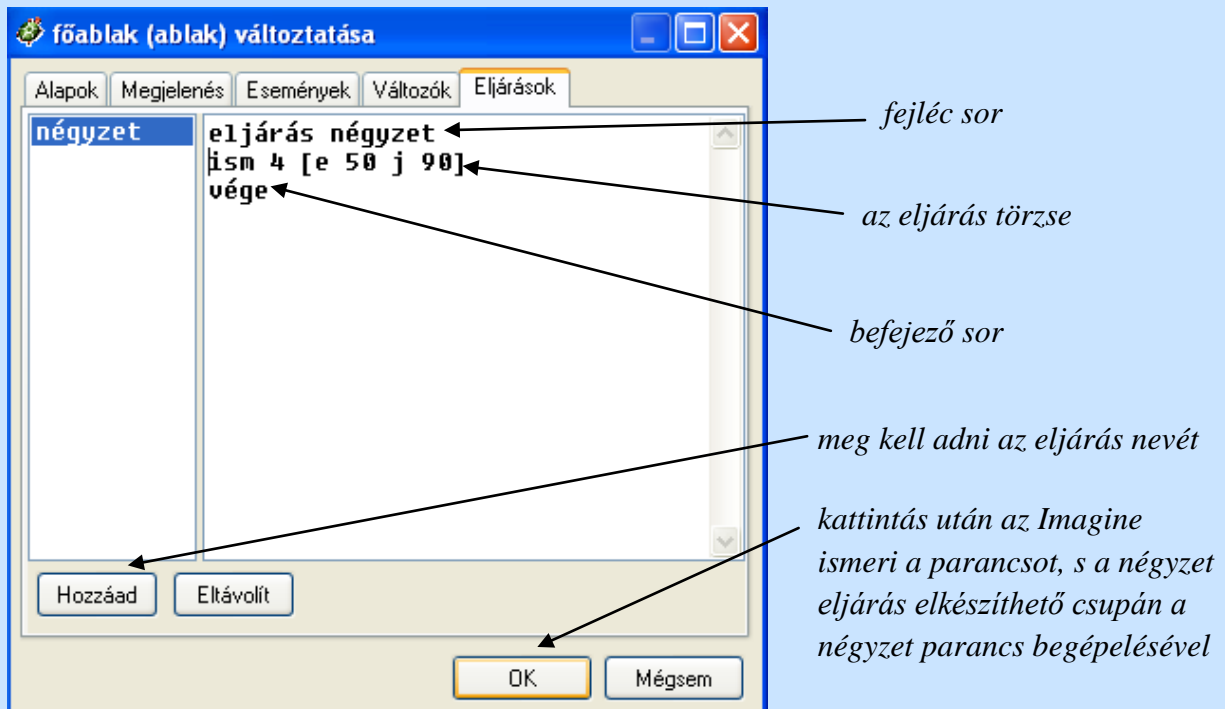 főablak (ablak) változtatása
Alapok Megjelenés Események Változók Eljárások
négyzet
eljárás négyzet
ism 4 [e 50 j 90]
vége
fejléc sor
az eljárás törzse
befejező sor
meg kell adni az eljárás nevét
kattintás után az Imagine
ismeri a parancsot, s a négyzet
eljárás elkészíthető csupán a
négyzet parancs begépelésével
Hozzáad Eltávolít
OK Mégsem